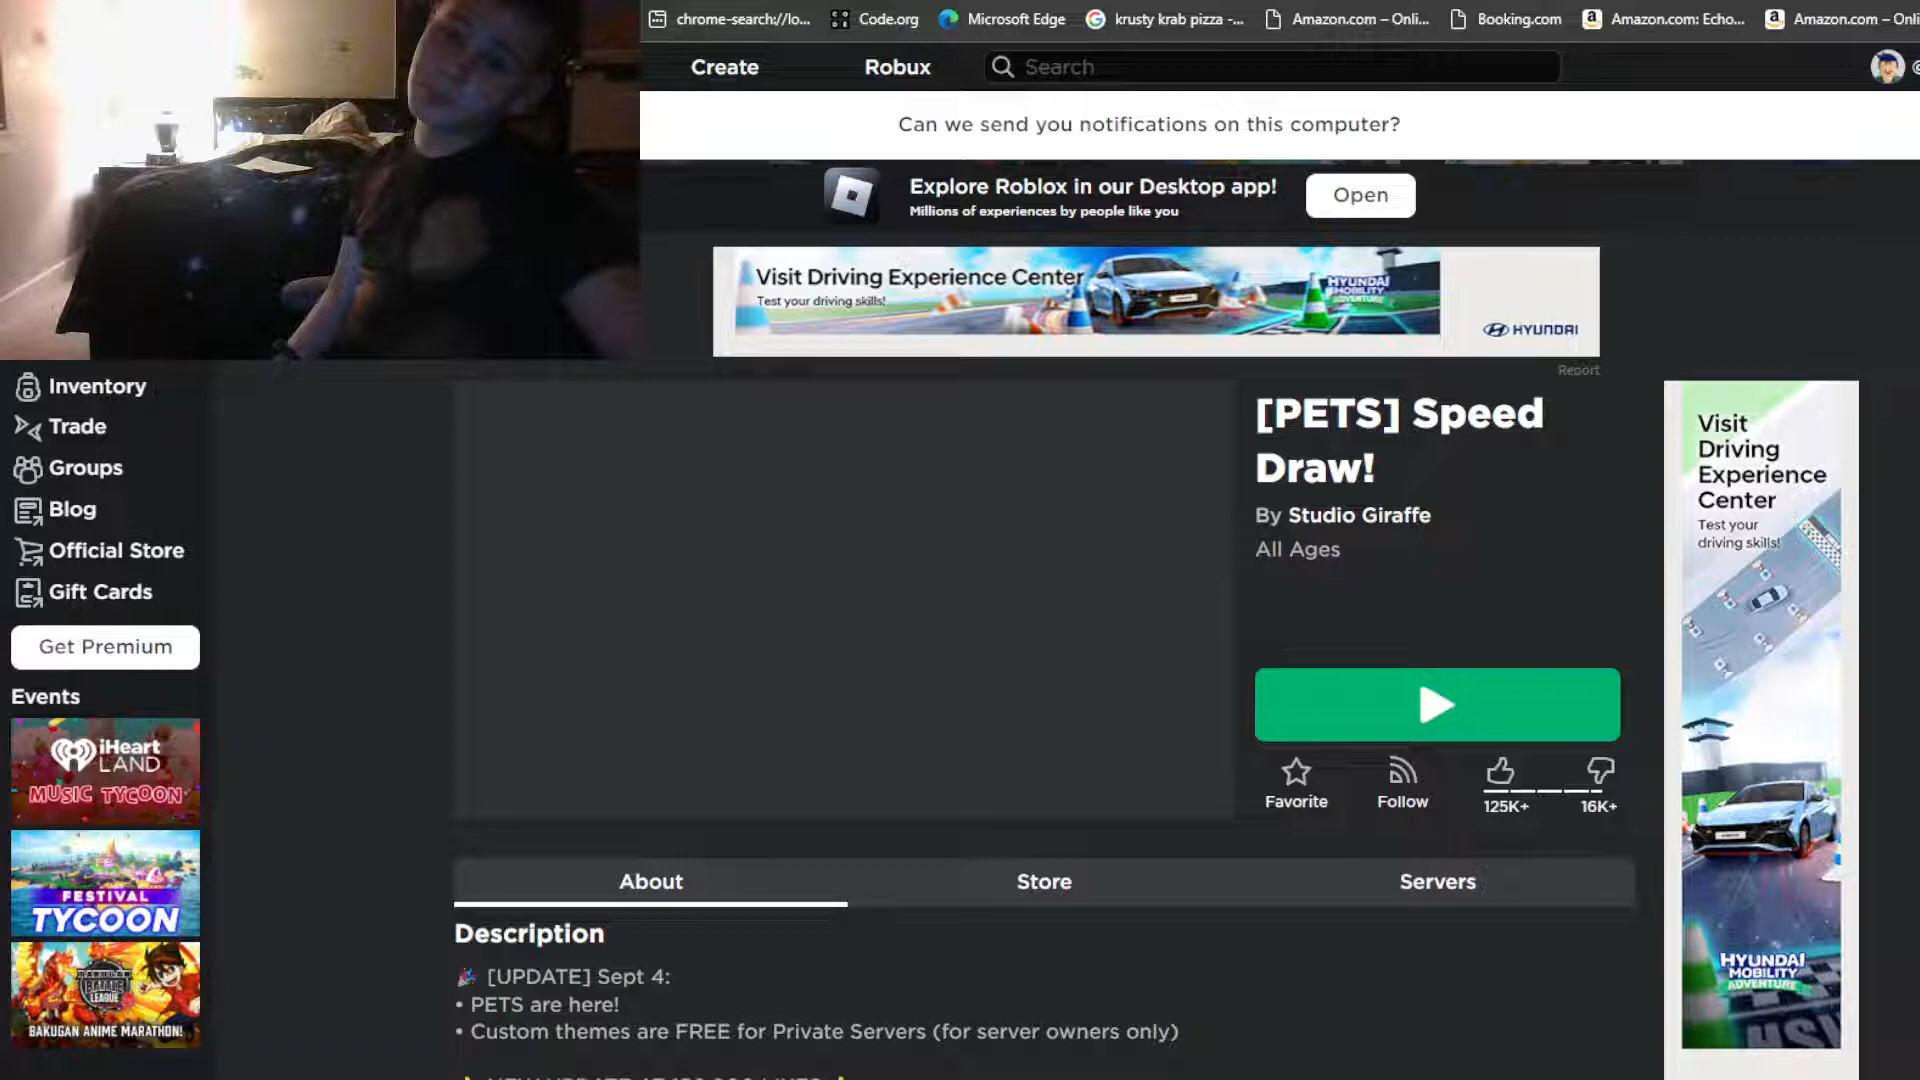 chrome-search://lo...
Code.org
Microsoft Edge
krusty krab pizza -...
Amazon.com – Onli...
Booking.com
Amazon.com: Echo...
Amazon.com – Onli
Create
Robux
Search
Can we send you notifications on this computer?
Explore Roblox in our Desktop app!
Millions of experiences by people like you
Open
Visit Driving Experience Center
Test your driving skills!
HYUNDAI
MOBILITY
ADVENTURE
HYUNDAI
Report
Inventory
Trade
Groups
Blog
Official Store
Gift Cards
Get Premium
Events
iHeart
LAND
MUSIC TYCOON
FESTIVAL
TYCOON
BATTLE
LEAGUE
BAKUGAN ANIME MARATHON!
[PETS] Speed
Draw!
By Studio Giraffe
All Ages
Favorite
Follow
125K+
16K+
About
Store
Servers
Description
🎉 [UPDATE] Sept 4:
• PETS are here!
• Custom themes are FREE for Private Servers (for server owners only)
Visit
Driving
Experience
Center
Test your
driving skills!
HYUNDAI
MOBILITY
ADVENTURE